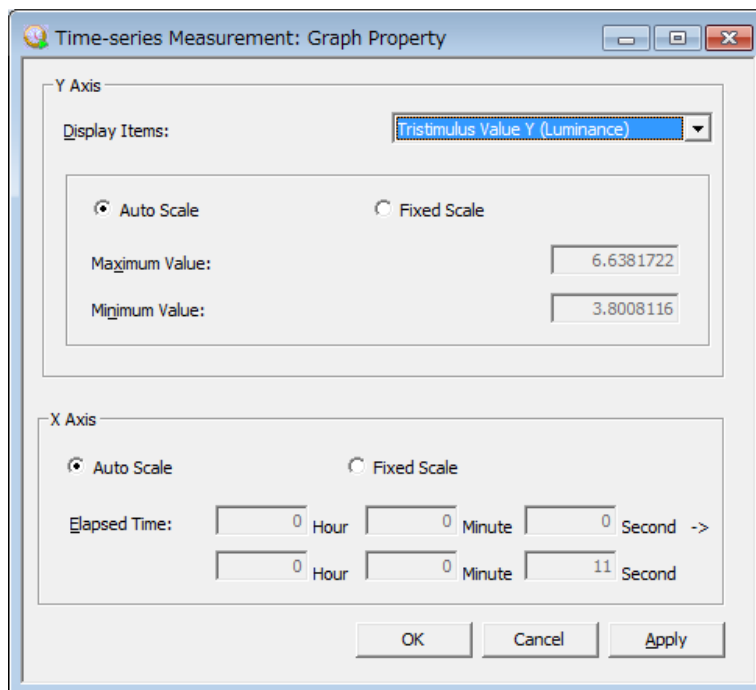 Time-series Measurement: Graph Property
Y Axis
Display Items: Tristimulus Value Y (Luminance)
Auto Scale Fixed Scale
Maximum Value: 6.6381722
Minimum Value: 3.8008116
X Axis
Auto Scale Fixed Scale
Elapsed Time: 0 Hour 0 Minute 0 Second ->
0 Hour 0 Minute 11 Second
OK Cancel Apply